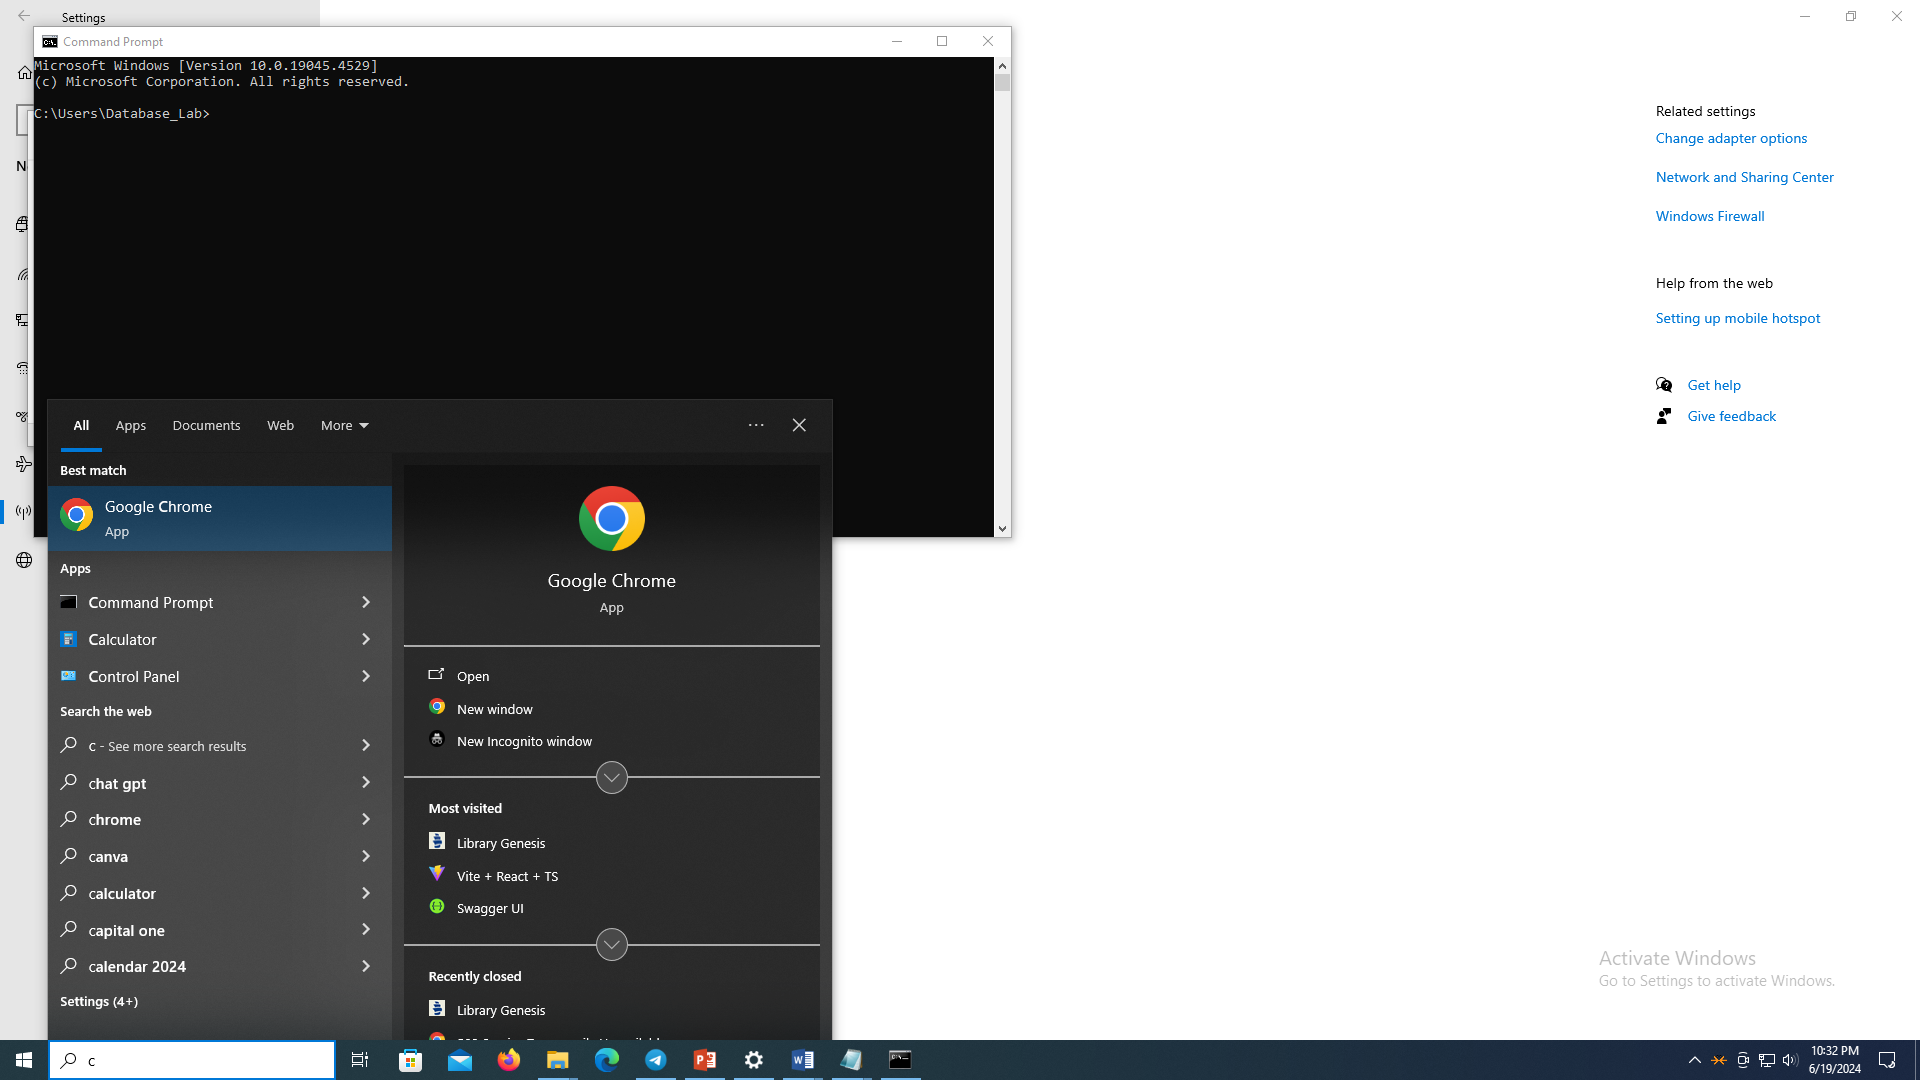 Settings
Command Prompt
Microsoft Windows [Version 10.0.19045.4529]
(c) Microsoft Corporation. All rights reserved.
C:\Users\Database_Lab>
N
Related settings
Change adapter options
Network and Sharing Center
Windows Firewall
Help from the web
Setting up mobile hotspot
Get help
Give feedback
All
Apps
Documents
Web
More
Best match
Google Chrome
App
Apps
Command Prompt
Calculator
Control Panel
Search the web
c - See more search results
chat gpt
chrome
canva
calculator
capital one
calendar 2024
Settings (4+)
Google Chrome
App
Open
New window
New Incognito window
Most visited
Library Genesis
Vite + React + TS
Swagger UI
Recently closed
Library Genesis
Activate Windows
Go to Settings to activate Windows.
c
10:32 PM
6/19/2024